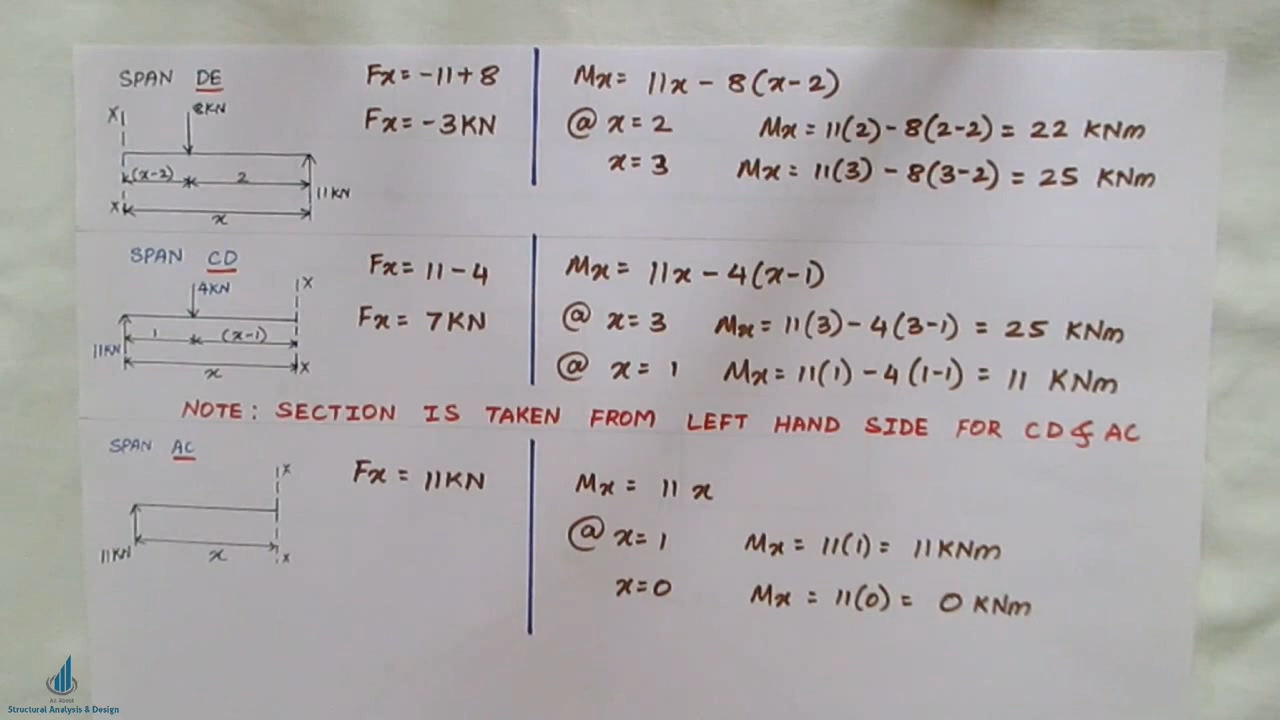 SPAN DE
Fx = -11 + 8
Mx = 11x - 8(x-2)
8KN
X
Fx = -3KN
@ x = 2 Mx = 11(2) - 8(2-2) = 22 KNm
x = 3 Mx = 11(3) - 8(3-2) = 25 KNm
(x-2) 2
11KN
X
x
SPAN CD
Fx = 11 - 4
Mx = 11x - 4(x-1)
4KN
X
Fx = 7KN
@ x = 3 Mx = 11(3) - 4(3-1) = 25 KNm
1 (x-1)
11KN
x
X
@ x = 1 Mx = 11(1) - 4(1-1) = 11 KNm
NOTE: SECTION IS TAKEN FROM LEFT HAND SIDE FOR CD & AC
SPAN AC
Fx = 11KN
Mx = 11x
X
@ x = 1 Mx = 11(1) = 11KNm
11KN
x
X
x = 0 Mx = 11(0) = 0 KNm
All About
Structural Analysis & Design